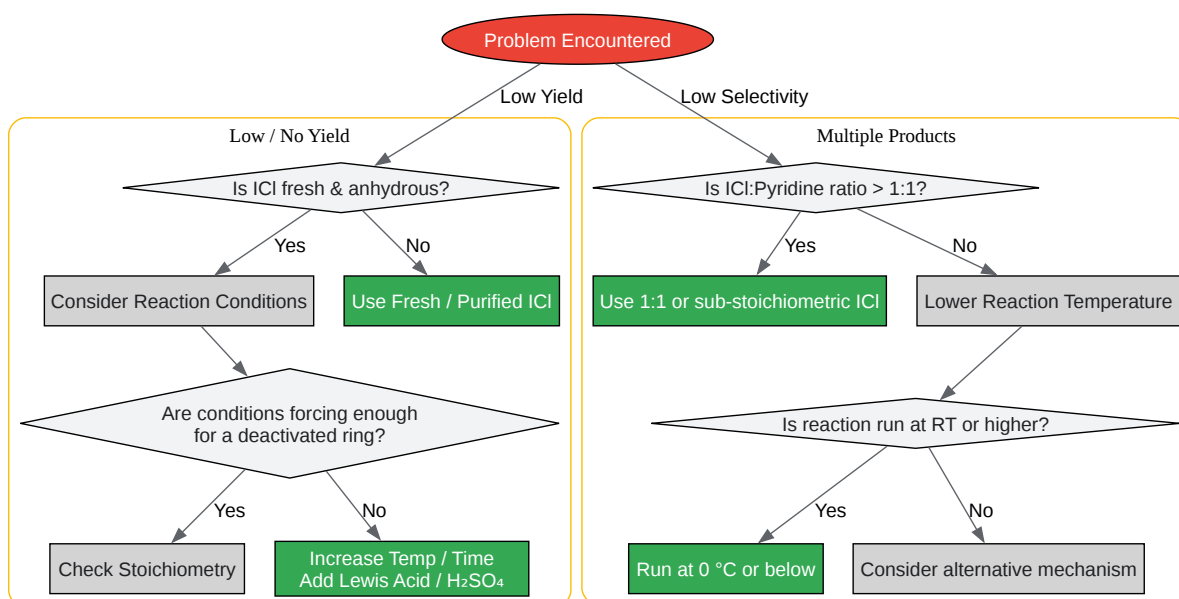 Problem Encountered
Low Yield
Low Selectivity
Low / No Yield
Is ICl fresh & anhydrous?
Yes
No
Consider Reaction Conditions
Use Fresh / Purified ICl
Are conditions forcing enough
for a deactivated ring?
Yes
No
Check Stoichiometry
Increase Temp / Time
Add Lewis Acid / H₂SO₄
Multiple Products
Is ICl:Pyridine ratio > 1:1?
Yes
No
Use 1:1 or sub-stoichiometric ICl
Lower Reaction Temperature
Is reaction run at RT or higher?
Yes
No
Run at 0 °C or below
Consider alternative mechanism